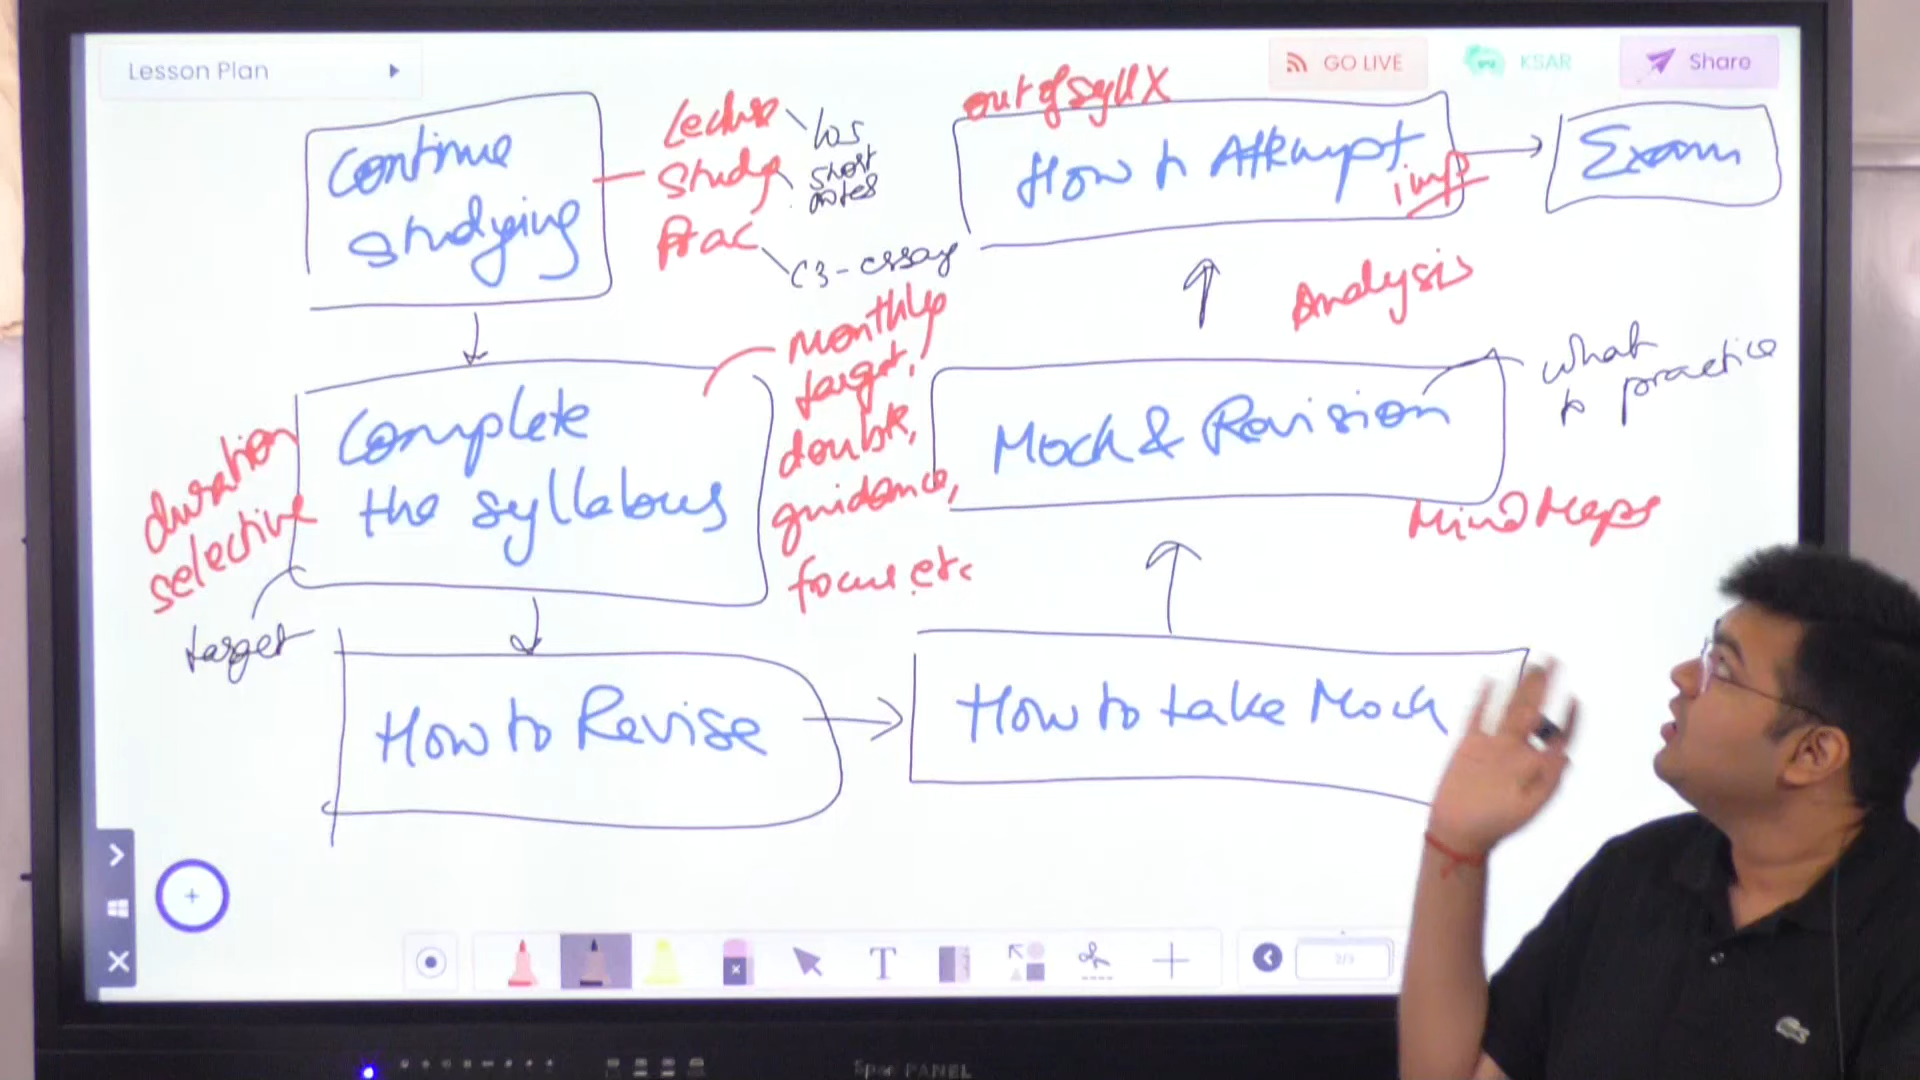 Lesson Plan
GO LIVE
KSAR
Share
Continue
studying
Lecture
Study
short
notes
Prac
C3-essay
out of syll X
How to Attempt
imp
Exam
Analysis
Complete
the syllabus
duration
selective
target
monthly
target,
doubt,
guidance,
focus etc
Mock & Revision
what
to practice
Mind Maps
How to Revise
How to take Mock
T
PANEL